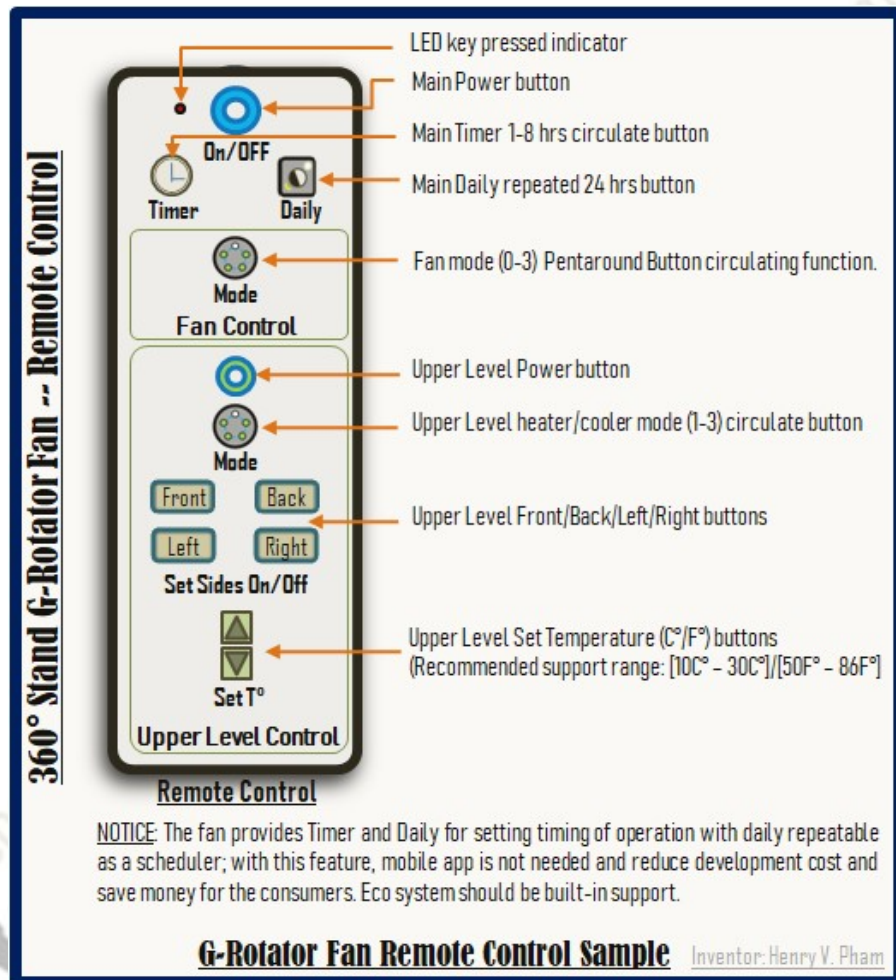 360° Stand G-Rotator Fan -- Remote Control
LED key pressed indicator
Main Power button
On/OFF
Main Timer 1-8 hrs circulate button
Main Daily repeated 24 hrs button
Timer
Daily
Fan mode (0-3) Pentaround Button circulating function.
Mode
Fan Control
Upper Level Power button
Upper Level heater/cooler mode (1-3) circulate button
Mode
Front
Back
Left
Right
Upper Level Front/Back/Left/Right buttons
Set Sides On/Off
Upper Level Set Temperature (C°/F°) buttons
(Recommended support range: [10C° – 30C°]/[50F° – 86F°]
Set T°
Upper Level Control
Remote Control
NOTICE: The fan provides Timer and Daily for setting timing of operation with daily repeatable
as a scheduler; with this feature, mobile app is not needed and reduce development cost and
save money for the consumers. Eco system should be built-in support.
G-Rotator Fan Remote Control Sample
Inventor: Henry V. Pham